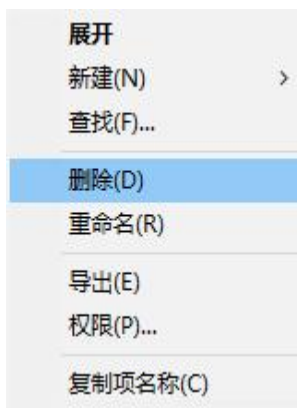 展开
新建(N)
查找(F)...
删除(D)
重命名(R)
导出(E)
权限(P)...
复制项名称(C)